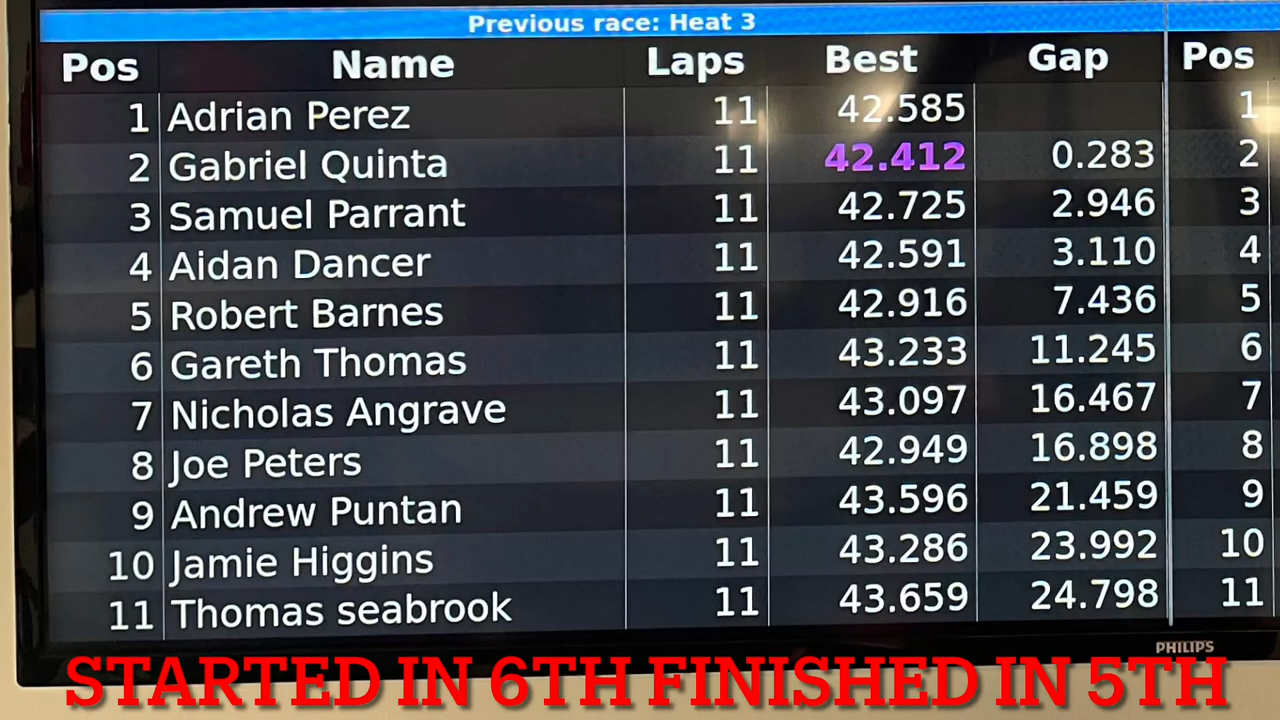 Previous race: Heat 3
Pos Name Laps Best Gap Pos
1 Adrian Perez 11 42.585 1
2 Gabriel Quinta 11 42.412 0.283 2
3 Samuel Parrant 11 42.725 2.946 3
4 Aidan Dancer 11 42.591 3.110 4
5 Robert Barnes 11 42.916 7.436 5
6 Gareth Thomas 11 43.233 11.245 6
7 Nicholas Angrave 11 43.097 16.467 7
8 Joe Peters 11 42.949 16.898 8
9 Andrew Puntan 11 43.596 21.459 9
10 Jamie Higgins 11 43.286 23.992 10
11 Thomas seabrook 11 43.659 24.798 11
PHILIPS
STARTED IN 6TH FINISHED IN 5TH